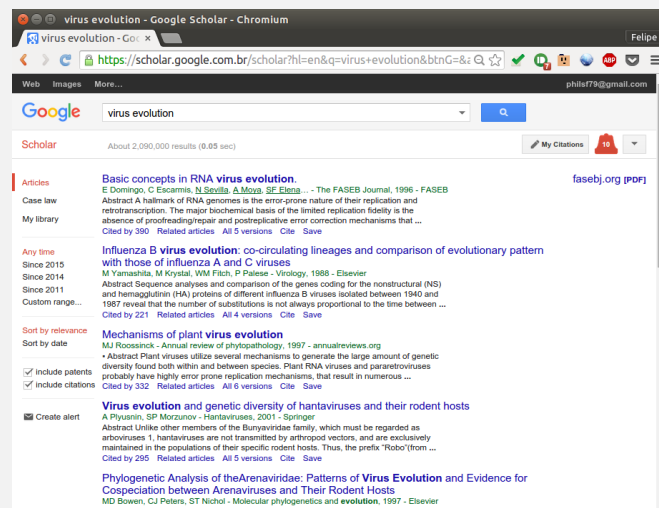 virus evolution - Google Scholar - Chromium
virus evolution - Goo ×
Felipe
https://scholar.google.com.br/scholar?hl=en&q=virus+evolution&btnG=&
7
ABP
Web Images More...
philsf79@gmail.com
Google
virus evolution
Scholar
About 2,090,000 results (0.05 sec)
My Citations
10
Articles
Case law
My library
Any time
Since 2015
Since 2014
Since 2011
Custom range...
Sort by relevance
Sort by date
include patents
include citations
Create alert
Basic concepts in RNA virus evolution.
fasebj.org [PDF]
E Domingo, C Escarmis, N Sevilla, A Moya, SF Elena... - The FASEB Journal, 1996 - FASEB
Abstract A hallmark of RNA genomes is the error-prone nature of their replication and
retrotranscription. The major biochemical basis of the limited replication fidelity is the
absence of proofreading/repair and postreplicative error correction mechanisms that ...
Cited by 390 Related articles All 5 versions Cite Save
Influenza B virus evolution: co-circulating lineages and comparison of evolutionary pattern
with those of influenza A and C viruses
M Yamashita, M Krystal, WM Fitch, P Palese - Virology, 1988 - Elsevier
Abstract Sequence analyses and comparison of the genes coding for the nonstructural (NS)
and hemagglutinin (HA) proteins of different influenza B viruses isolated between 1940 and
1987 reveal that the number of substitutions is not always proportional to the time between ...
Cited by 221 Related articles All 4 versions Cite Save
Mechanisms of plant virus evolution
MJ Roossinck - Annual review of phytopathology, 1997 - annualreviews.org
• Abstract Plant viruses utilize several mechanisms to generate the large amount of genetic
diversity found both within and between species. Plant RNA viruses and pararetroviruses
probably have highly error prone replication mechanisms, that result in numerous ...
Cited by 332 Related articles All 6 versions Cite Save
Virus evolution and genetic diversity of hantaviruses and their rodent hosts
A Plyusnin, SP Morzunov - Hantaviruses, 2001 - Springer
Abstract Unlike other members of the Bunyaviridae family, which must be regarded as
arboviruses 1, hantaviruses are not transmitted by arthropod vectors, and are exclusively
maintained in the populations of their specific rodent hosts. Thus, the prefix "Robo"(from ...
Cited by 295 Related articles All 5 versions Cite Save
Phylogenetic Analysis of theArenaviridae: Patterns of Virus Evolution and Evidence for
Cospeciation between Arenaviruses and Their Rodent Hosts
MD Bowen, CJ Peters, ST Nichol - Molecular phylogenetics and evolution, 1997 - Elsevier